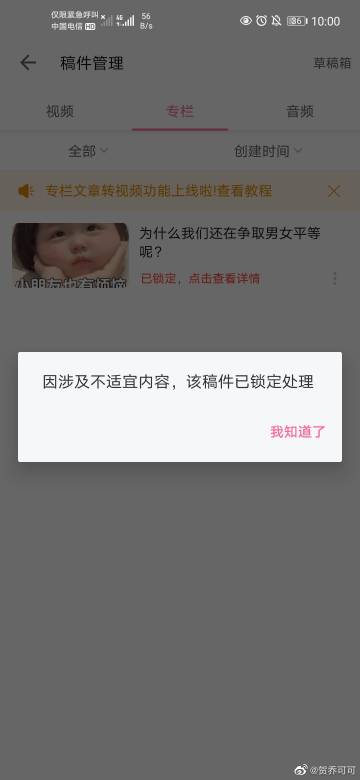 仅限紧急呼叫
中国电信 HD
4G
56
B/s
86
10:00
稿件管理
草稿箱
视频
专栏
音频
全部
创建时间
专栏文章转视频功能上线啦!查看教程
为什么我们还在争取男女平等
呢?
小朋友也有烦恼
已锁定，点击查看详情
因涉及不适宜内容，该稿件已锁定处理
我知道了
@贺乔可可